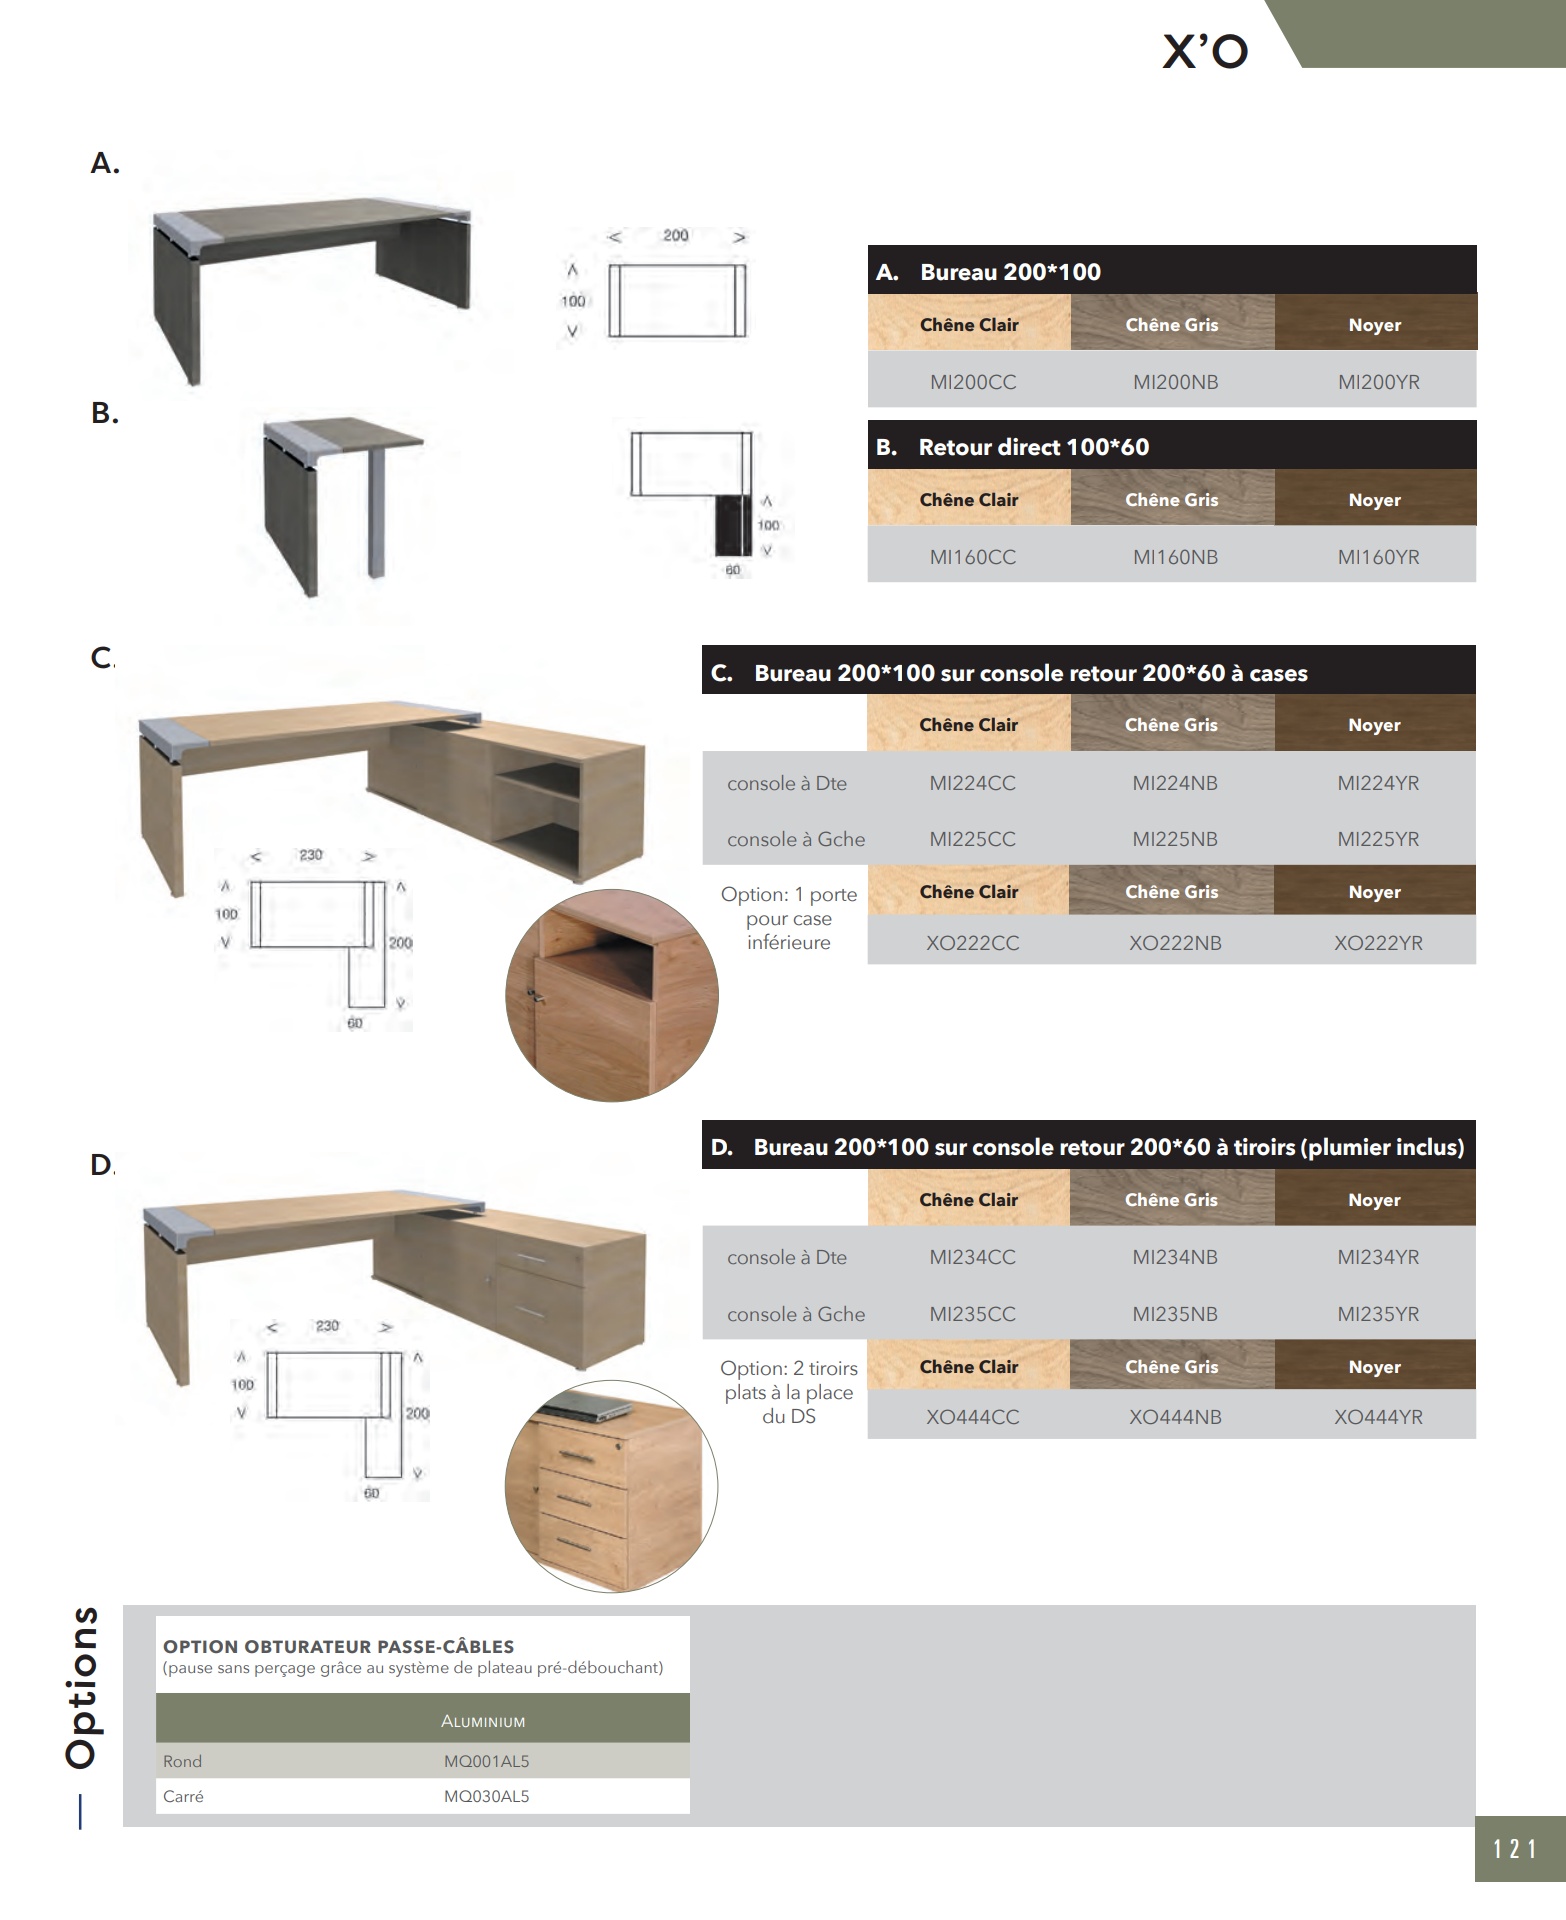 X’O
A.
< 200 >
< 100 >
A. Bureau 200*100
Chêne Clair Chêne Gris Noyer
MI200CC MI200NB MI200YR
B.
< 100 >
60
B. Retour direct 100*60
Chêne Clair Chêne Gris Noyer
MI160CC MI160NB MI160YR
C.
< 230 >
< 100 >
< 200 >
60
C. Bureau 200*100 sur console retour 200*60 à cases
Chêne Clair Chêne Gris Noyer
console à Dte MI224CC MI224NB MI224YR
console à Gche MI225CC MI225NB MI225YR
Option: 1 porte
pour case
inférieure
Chêne Clair Chêne Gris Noyer
XO222CC XO222NB XO222YR
D.
< 230 >
< 100 >
< 200 >
60
D. Bureau 200*100 sur console retour 200*60 à tiroirs (plumier inclus)
Chêne Clair Chêne Gris Noyer
console à Dte MI234CC MI234NB MI234YR
console à Gche MI235CC MI235NB MI235YR
Option: 2 tiroirs
plats à la place
du DS
Chêne Clair Chêne Gris Noyer
XO444CC XO444NB XO444YR
Options
OPTION OBTURATEUR PASSE-CÂBLES
(pause sans perçage grâce au système de plateau pré-débouchant)
ALUMINIUM
Rond MQ001AL5
Carré MQ030AL5
121